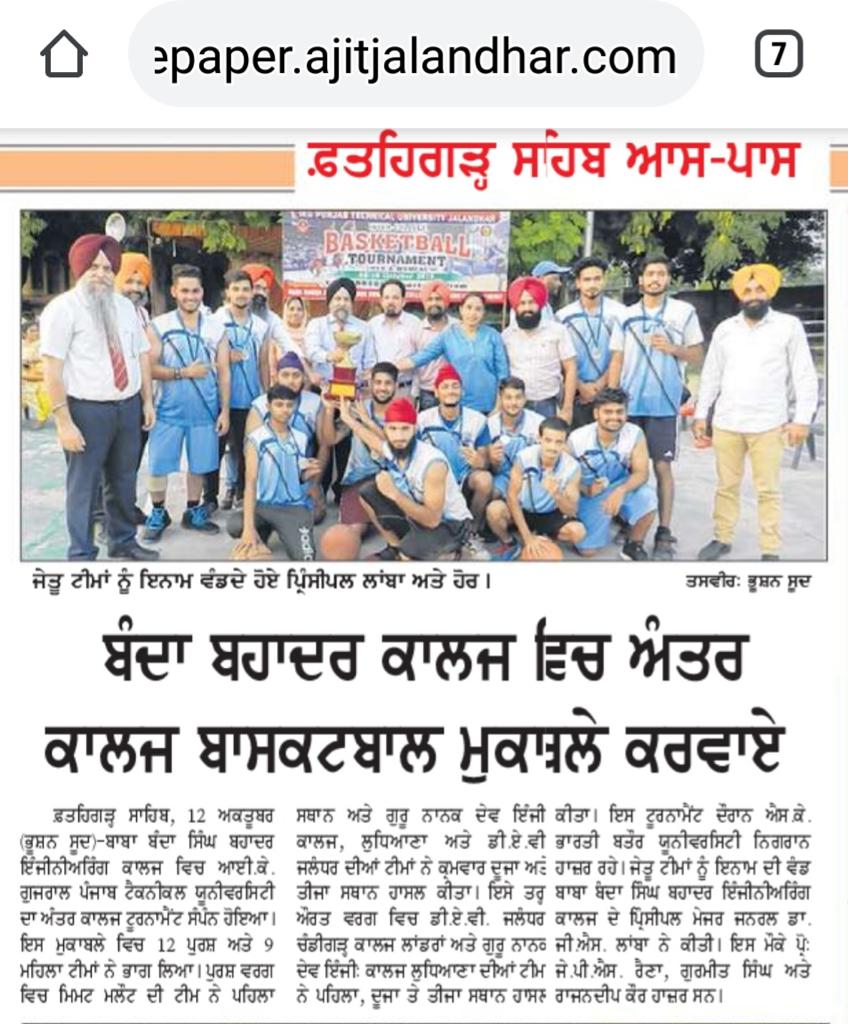 epaper.ajitjalandhar.com
7
ਫ਼ਤਹਿਗੜ੍ਹ ਸਾਹਿਬ ਆਸ-ਪਾਸ
PUNJAB TECHNICAL UNIVERSITY JALANDHAR
BASKETBALL
TOURNAMENT
ਜੇਤੂ ਟੀਮਾਂ ਨੂੰ ਇਨਾਮ ਵੰਡਦੇ ਹੋਏ ਪ੍ਰਿੰਸੀਪਲ ਲਾਂਬਾ ਅਤੇ ਹੋਰ।
ਤਸਵੀਰ: ਭੂਸ਼ਨ ਸੂਦ
ਬੰਦਾ ਬਹਾਦਰ ਕਾਲਜ ਵਿਚ ਅੰਤਰ
ਕਾਲਜ ਬਾਸਕਟਬਾਲ ਮੁਕਾਬਲੇ ਕਰਵਾਏ
ਫ਼ਤਹਿਗੜ੍ਹ ਸਾਹਿਬ, 12 ਅਕਤੂਬਰ
(ਭੂਸ਼ਨ ਸੂਦ)-ਬਾਬਾ ਬੰਦਾ ਸਿੰਘ ਬਹਾਦਰ
ਇੰਜੀਨੀਅਰਿੰਗ ਕਾਲਜ ਵਿਚ ਆਈ.ਕੇ.
ਗੁਜਰਾਲ ਪੰਜਾਬ ਟੈਕਨੀਕਲ ਯੂਨੀਵਰਸਿਟੀ
ਦਾ ਅੰਤਰ ਕਾਲਜ ਟੂਰਨਾਮੈਂਟ ਸੰਪੰਨ ਹੋਇਆ।
ਇਸ ਮੁਕਾਬਲੇ ਵਿਚ 12 ਪੁਰਸ਼ ਅਤੇ 9
ਮਹਿਲਾ ਟੀਮਾਂ ਨੇ ਭਾਗ ਲਿਆ। ਪੁਰਸ਼ ਵਰਗ
ਵਿਚ ਮਿਮਟ ਮਲੋਟ ਦੀ ਟੀਮ ਨੇ ਪਹਿਲਾ
ਸਥਾਨ ਅਤੇ ਗੁਰੂ ਨਾਨਕ ਦੇਵ ਇੰਜੀ
ਕਾਲਜ, ਲੁਧਿਆਣਾ ਅਤੇ ਡੀ.ਏ.ਵੀ
ਜਲੰਧਰ ਦੀਆਂ ਟੀਮਾਂ ਨੇ ਕ੍ਰਮਵਾਰ ਦੂਜਾ ਅਤੇ
ਤੀਜਾ ਸਥਾਨ ਹਾਸਲ ਕੀਤਾ। ਇਸੇ ਤਰ੍ਹ
ਔਰਤ ਵਰਗ ਵਿਚ ਡੀ.ਏ.ਵੀ. ਜਲੰਧਰ
ਚੰਡੀਗੜ੍ਹ ਕਾਲਜ ਲਾਂਡਰਾਂ ਅਤੇ ਗੁਰੂ ਨਾਨਕ
ਦੇਵ ਇੰਜੀ: ਕਾਲਜ ਲੁਧਿਆਣਾ ਦੀਆਂ ਟੀਮ
ਨੇ ਪਹਿਲਾ, ਦੂਜਾ ਤੇ ਤੀਜਾ ਸਥਾਨ ਹਾਸਲ
ਕੀਤਾ। ਇਸ ਟੂਰਨਾਮੈਂਟ ਦੌਰਾਨ ਐਸ.ਕੇ.
ਭਾਰਤੀ ਬਤੌਰ ਯੂਨੀਵਰਸਿਟੀ ਨਿਗਰਾਨ
ਹਾਜ਼ਰ ਰਹੇ। ਜੇਤੂ ਟੀਮਾਂ ਨੂੰ ਇਨਾਮ ਦੀ ਵੰਡ
ਬਾਬਾ ਬੰਦਾ ਸਿੰਘ ਬਹਾਦਰ ਇੰਜੀਨੀਅਰਿੰਗ
ਕਾਲਜ ਦੇ ਪ੍ਰਿੰਸੀਪਲ ਮੇਜਰ ਜਨਰਲ ਡਾ.
ਜੀ.ਐਸ. ਲਾਂਬਾ ਨੇ ਕੀਤੀ। ਇਸ ਮੌਕੇ ਪ੍ਰੋ:
ਜੇ.ਪੀ.ਐਸ. ਰੈਣਾ, ਗੁਰਮੀਤ ਸਿੰਘ ਅਤੇ
ਰਾਜਨਦੀਪ ਕੌਰ ਹਾਜ਼ਰ ਸਨ।